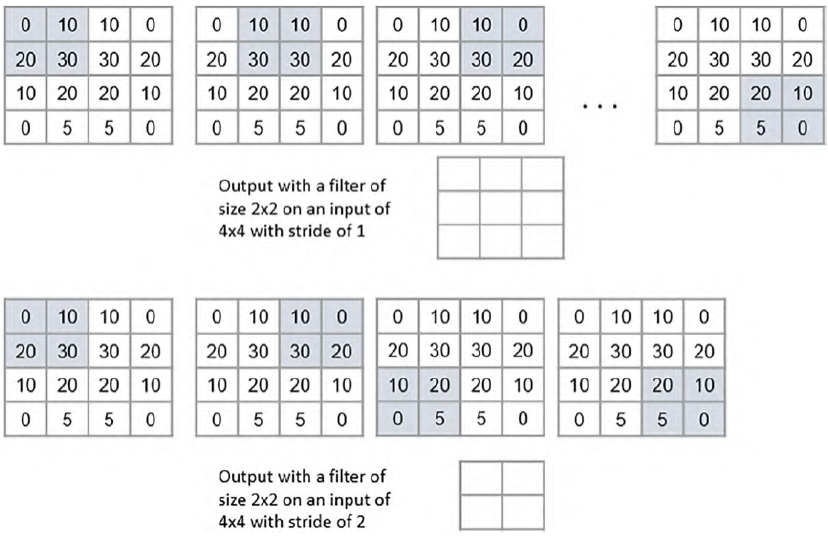 0 10 10 0 0 10 10 0 0 10 10 0 0 10 10 0
20 30 30 20 20 30 30 20 20 30 30 20 20 30 30 20
10 20 20 10 10 20 20 10 10 20 20 10 ... 10 20 20 10
0 5 5 0 0 5 5 0 0 5 5 0 0 5 5 0
Output with a filter of
size 2x2 on an input of
4x4 with stride of 1
0 10 10 0 0 10 10 0 0 10 10 0 0 10 10 0
20 30 30 20 20 30 30 20 20 30 30 20 20 30 30 20
10 20 20 10 10 20 20 10 10 20 20 10 10 20 20 10
0 5 5 0 0 5 5 0 0 5 5 0 0 5 5 0
Output with a filter of
size 2x2 on an input of
4x4 with stride of 2